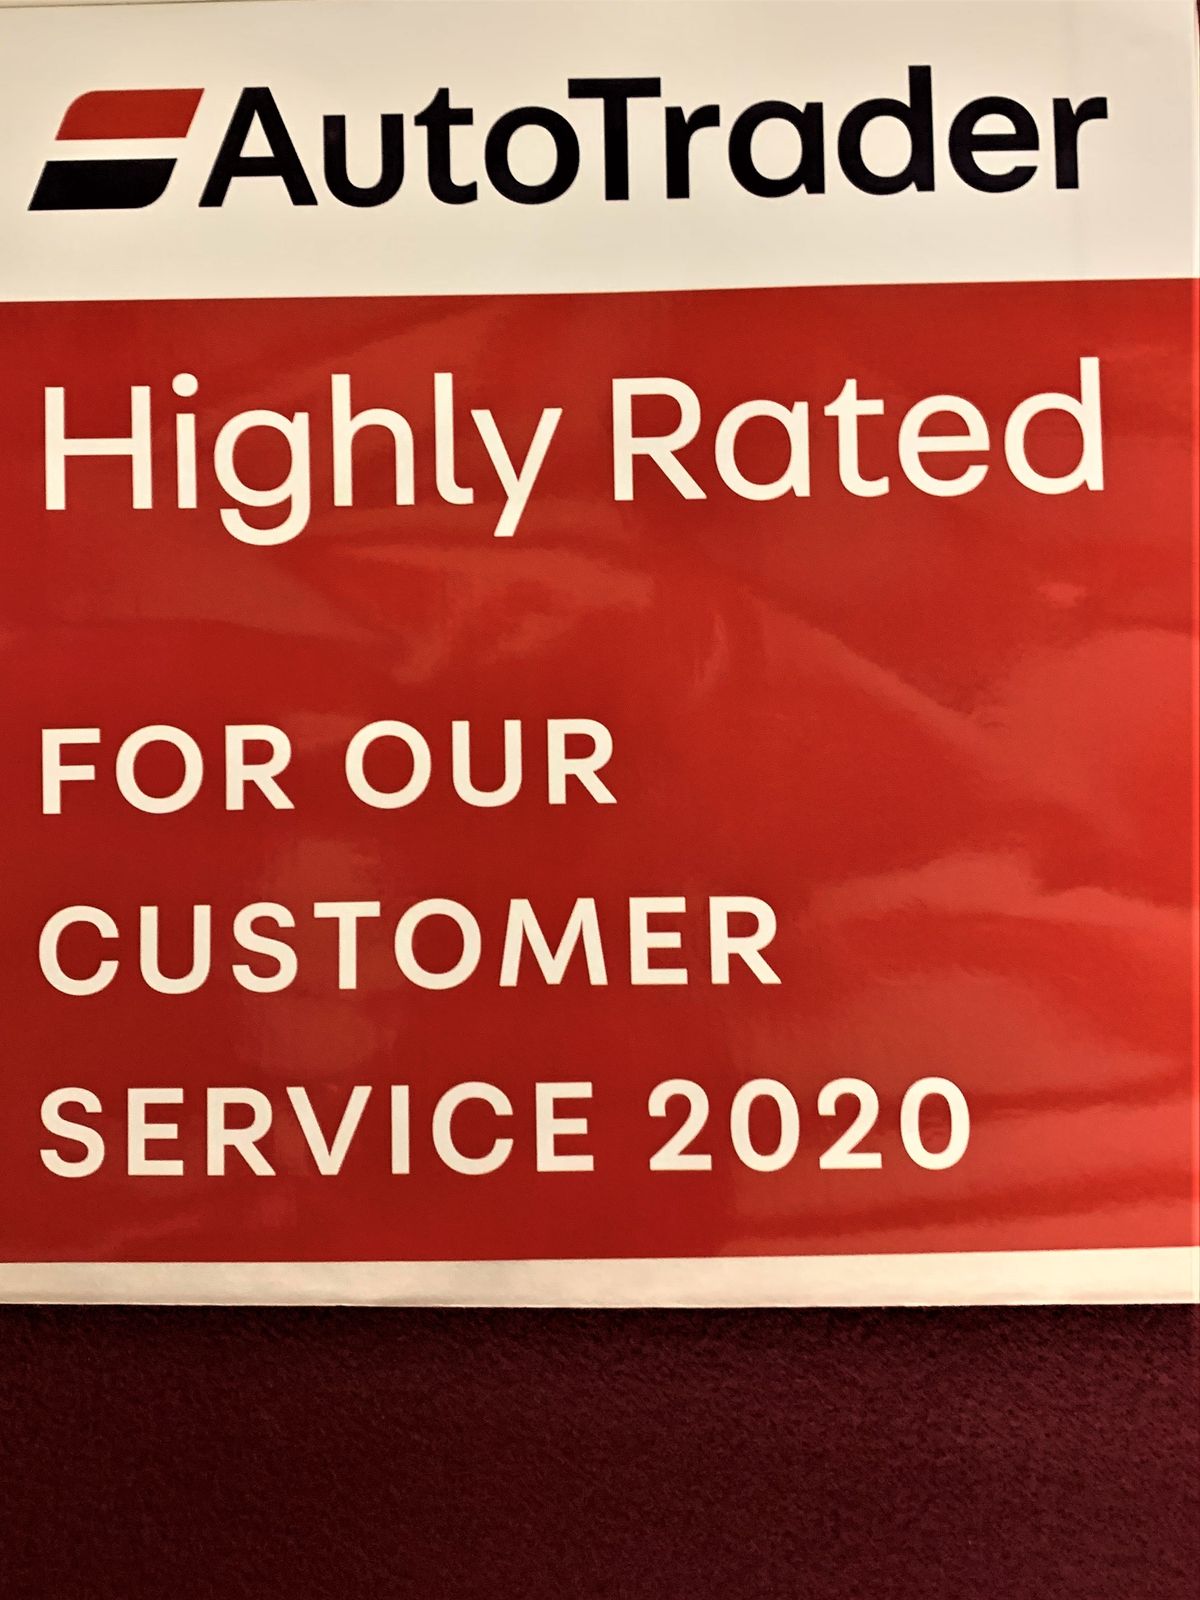 AutoTrader
Highly Rated
FOR OUR
CUSTOMER
SERVICE 2020